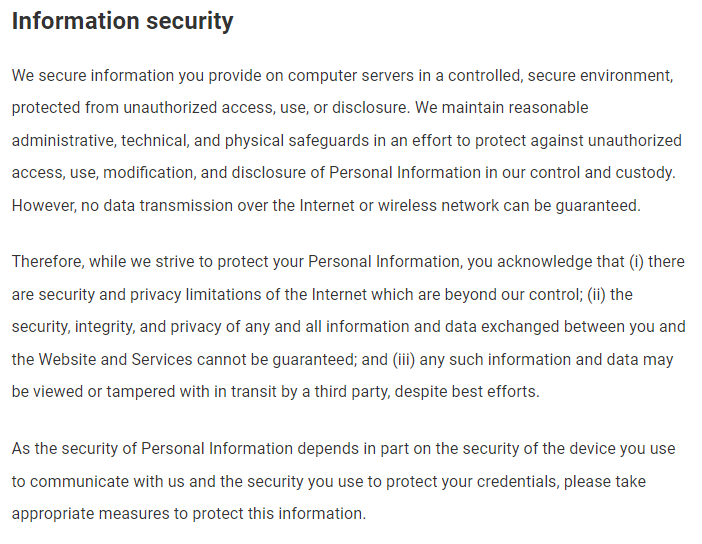 Information security
We secure information you provide on computer servers in a controlled, secure environment,
protected from unauthorized access, use, or disclosure. We maintain reasonable
administrative, technical, and physical safeguards in an effort to protect against unauthorized
access, use, modification, and disclosure of Personal Information in our control and custody.
However, no data transmission over the Internet or wireless network can be guaranteed.
Therefore, while we strive to protect your Personal Information, you acknowledge that (i) there
are security and privacy limitations of the Internet which are beyond our control; (ii) the
security, integrity, and privacy of any and all information and data exchanged between you and
the Website and Services cannot be guaranteed; and (iii) any such information and data may
be viewed or tampered with in transit by a third party, despite best efforts.
As the security of Personal Information depends in part on the security of the device you use
to communicate with us and the security you use to protect your credentials, please take
appropriate measures to protect this information.